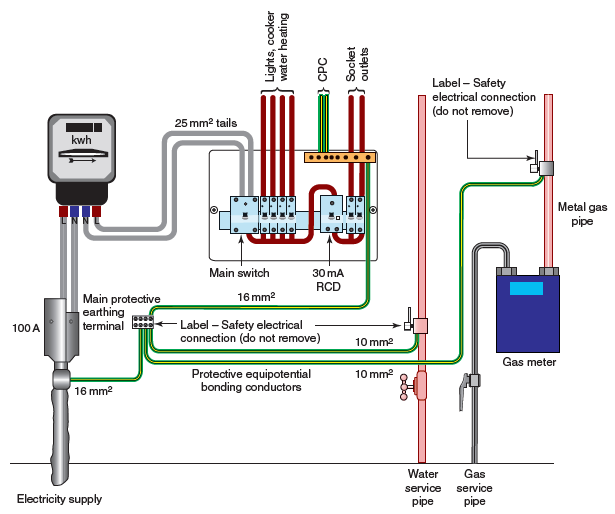 Lights, cooker
water heating
CPC
Socket
outlets
Label – Safety
electrical connection
(do not remove)
25 mm² tails
kwh
L N N L
Metal gas
pipe
Main switch
30 mA
RCD
16 mm²
Main protective
earthing
terminal
100 A
Label – Safety electrical
connection (do not remove)
10 mm²
Gas meter
Protective equipotential
bonding conductors
10 mm²
16 mm²
Water
service
pipe
Gas
service
pipe
Electricity supply